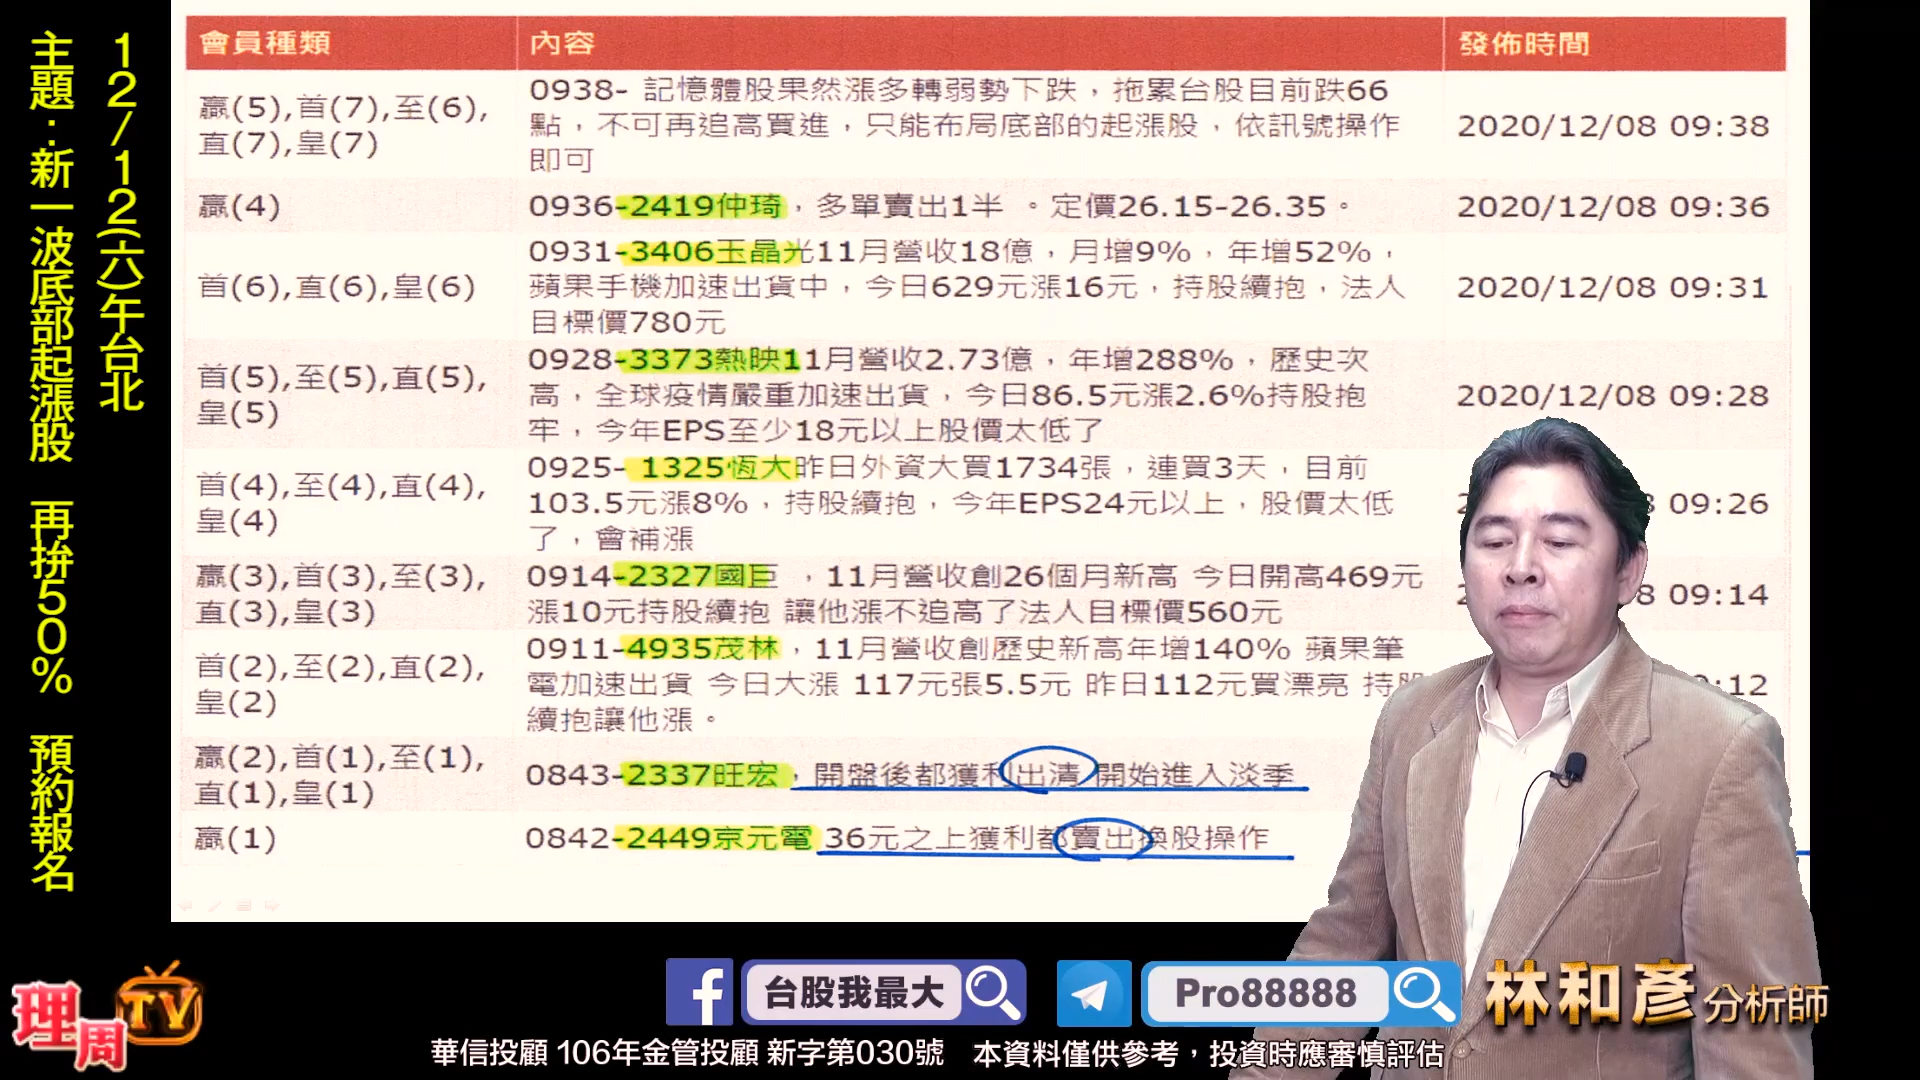 12/12(六)午台北
主題：新一波底部起漲股 再拚50% 預約報名
會員種類 內容 發佈時間
贏(5),首(7),至(6),
直(7),皇(7)
0938- 記憶體股果然漲多轉弱勢下跌，拖累台股目前跌66
點，不可再追高買進，只能布局底部的起漲股，依訊號操作
即可
2020/12/08 09:38
贏(4)
0936-2419仲琦，多單賣出1半 。定價26.15-26.35。
2020/12/08 09:36
首(6),直(6),皇(6)
0931-3406玉晶光11月營收18億，月增9%，年增52%，
蘋果手機加速出貨中，今日629元漲16元，持股續抱，法人
目標價780元
2020/12/08 09:31
首(5),至(5),直(5),
皇(5)
0928-3373熱映11月營收2.73億，年增288%，歷史次
高，全球疫情嚴重加速出貨，今日86.5元漲2.6%持股抱
牢，今年EPS至少18元以上股價太低了
2020/12/08 09:28
首(4),至(4),直(4),
皇(4)
0925- 1325恆大昨日外資大買1734張，連買3天，目前
103.5元漲8%，持股續抱，今年EPS24元以上，股價太低
了，會補漲
09:26
贏(3),首(3),至(3),
直(3),皇(3)
0914-2327國巨 ，11月營收創26個月新高 今日開高469元
漲10元持股續抱 讓他漲不追高了法人目標價560元
09:14
首(2),至(2),直(2),
皇(2)
0911-4935茂林，11月營收創歷史新高年增140% 蘋果筆
電加速出貨 今日大漲 117元張5.5元 昨日112元買漂亮 持股
續抱讓他漲。
:12
贏(2),首(1),至(1),
直(1),皇(1)
0843-2337旺宏，開盤後都獲利出清 開始進入淡季
贏(1)
0842-2449京元電 36元之上獲利都賣出換股操作
理周TV
台股我最大
Pro88888
林和彥分析師
華信投顧 106年金管投顧 新字第030號 本資料僅供參考，投資時應審慎評估